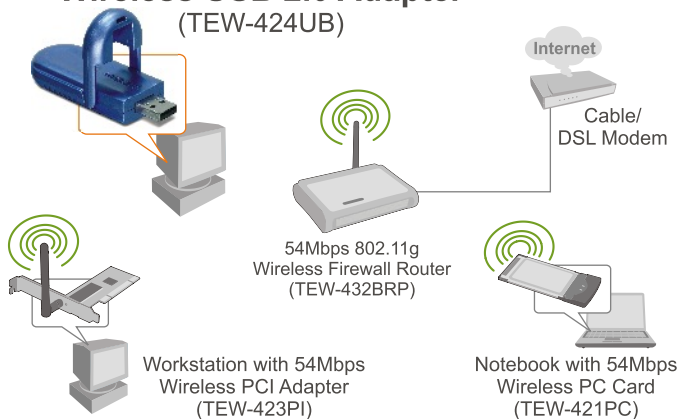 (TEW-424UB)
Internet
Cable/
DSL Modem
54Mbps 802.11g
Wireless Firewall Router
(TEW-432BRP)
Workstation with 54Mbps
Wireless PCI Adapter
(TEW-423PI)
Notebook with 54Mbps
Wireless PC Card
(TEW-421PC)